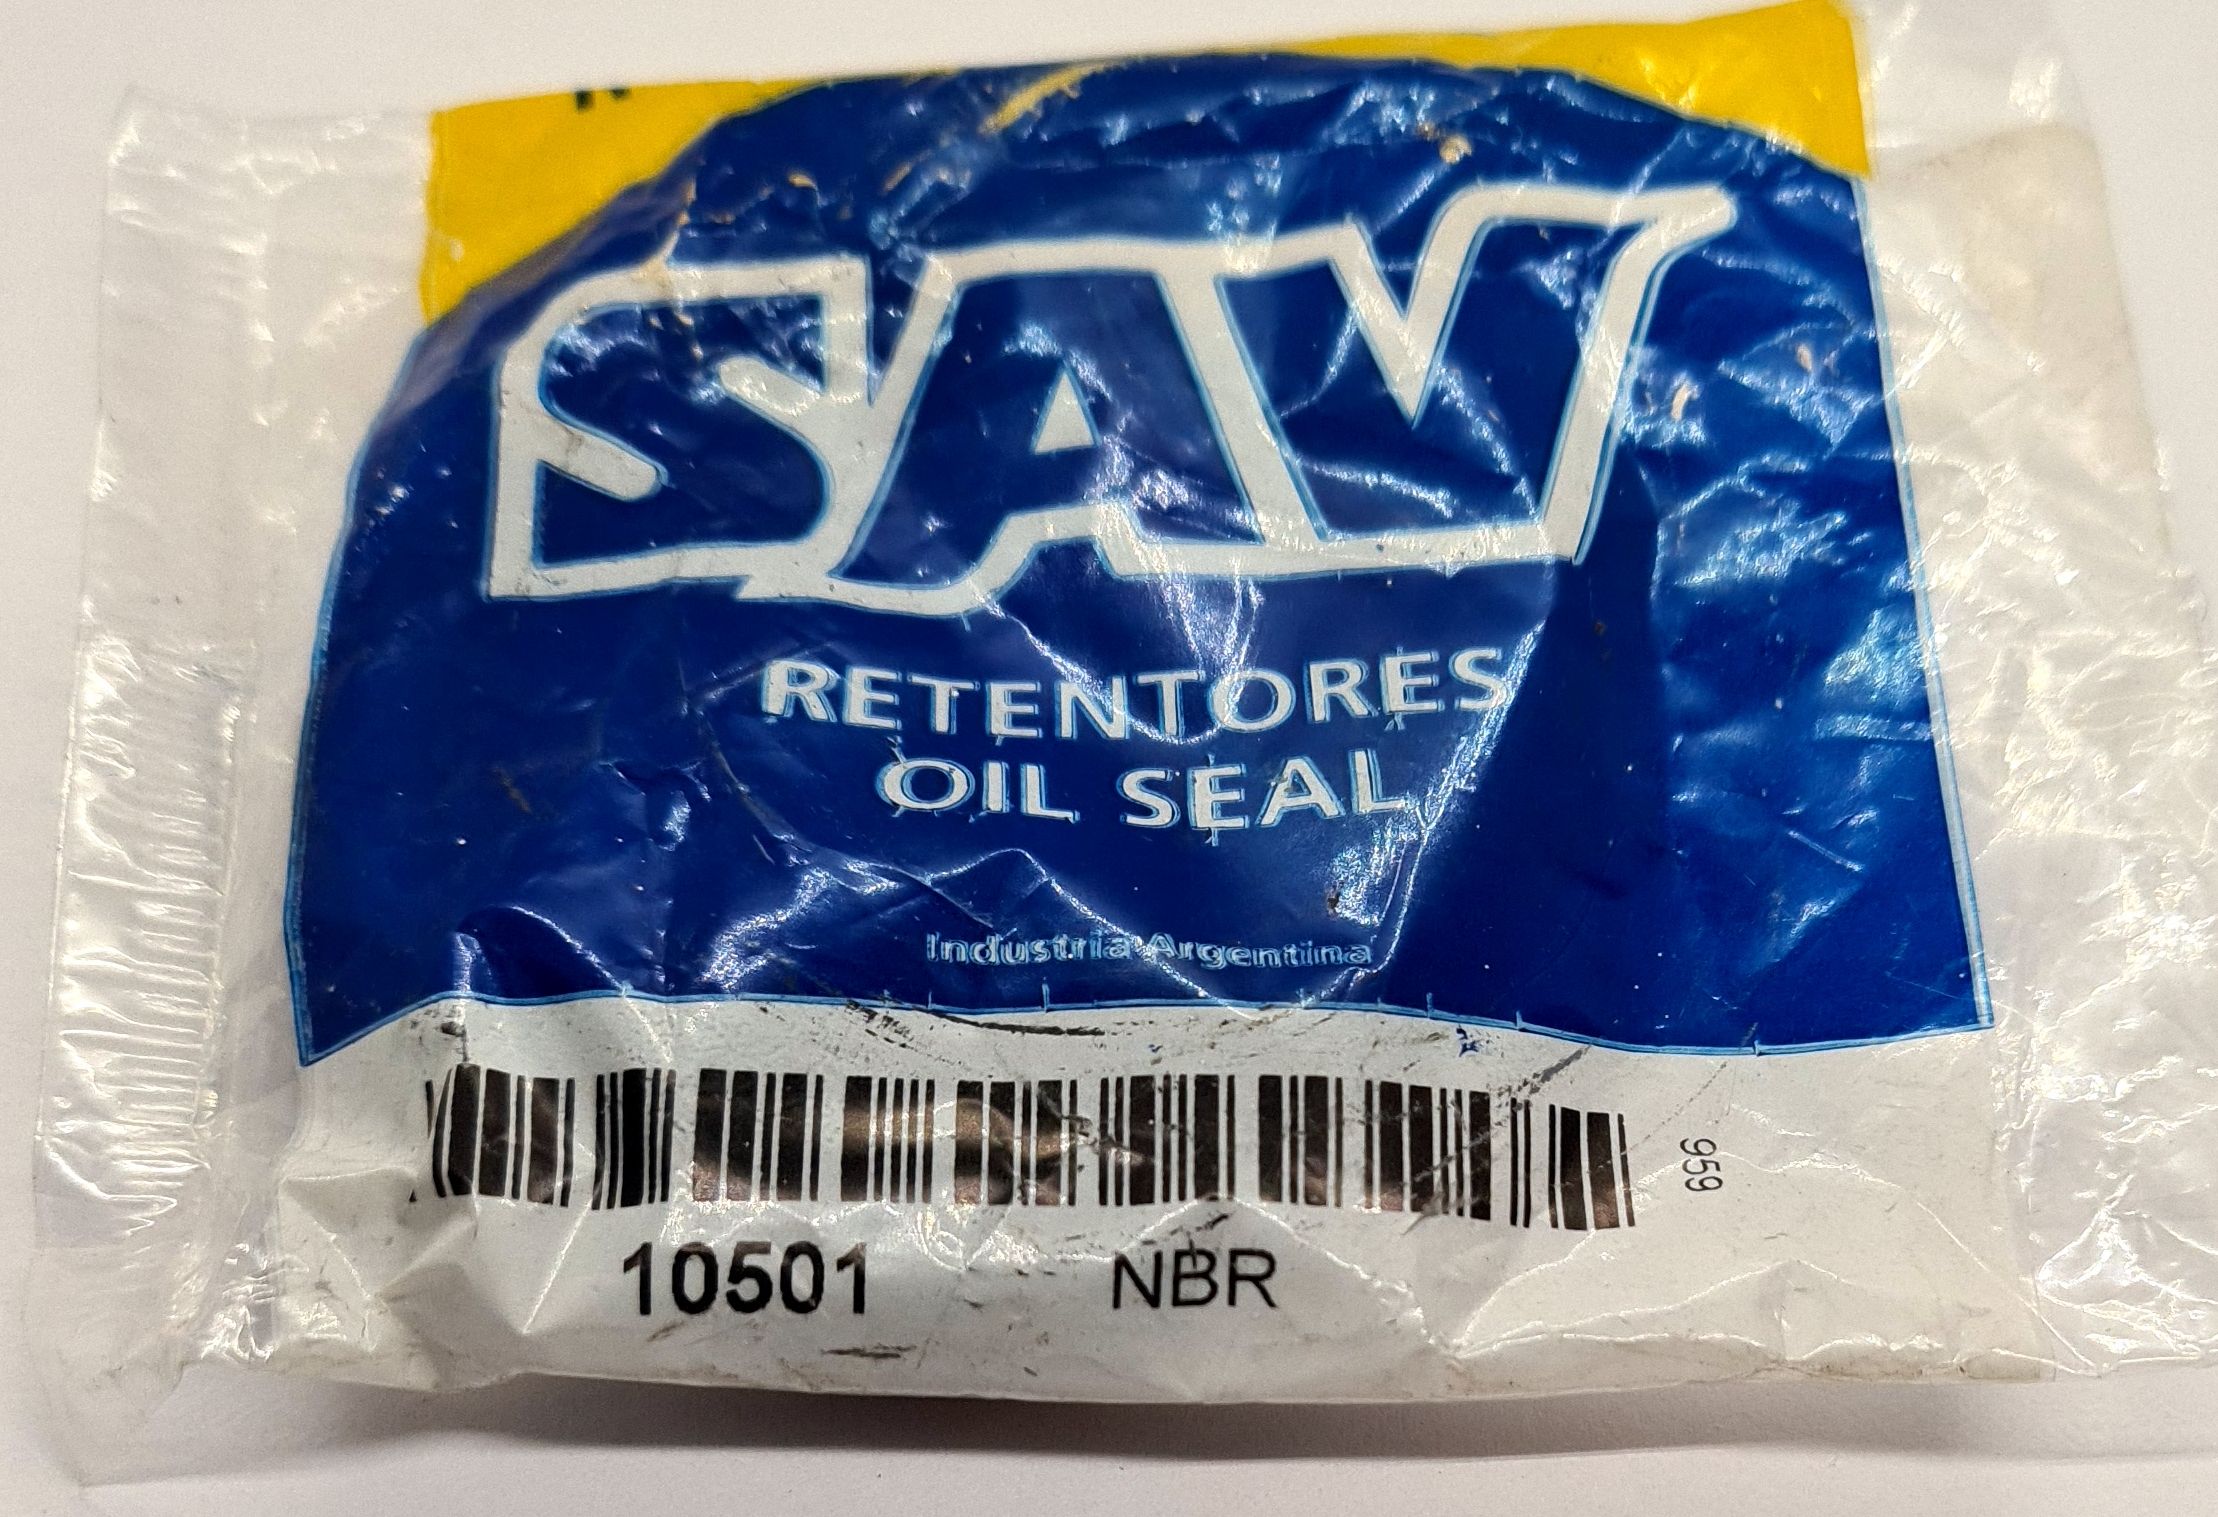 SAV
RETENTORES
OIL SEAL
Industria Argentina
959
10501 NBR